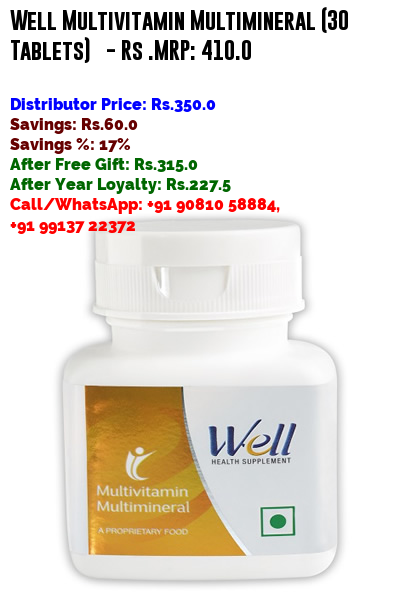 Well Multivitamin Multimineral (30
Tablets)  - Rs .MRP: 410.0
Distributor Price: Rs.350.0
Savings: Rs.60.0
Savings %: 17%
After Free Gift: Rs.315.0
After Year Loyalty: Rs.227.5
Call/WhatsApp: +91 90810 58884,
+91 99137 22372
Well
HEALTH SUPPLEMENT
Multivitamin
Multimineral
A PROPRIETARY FOOD